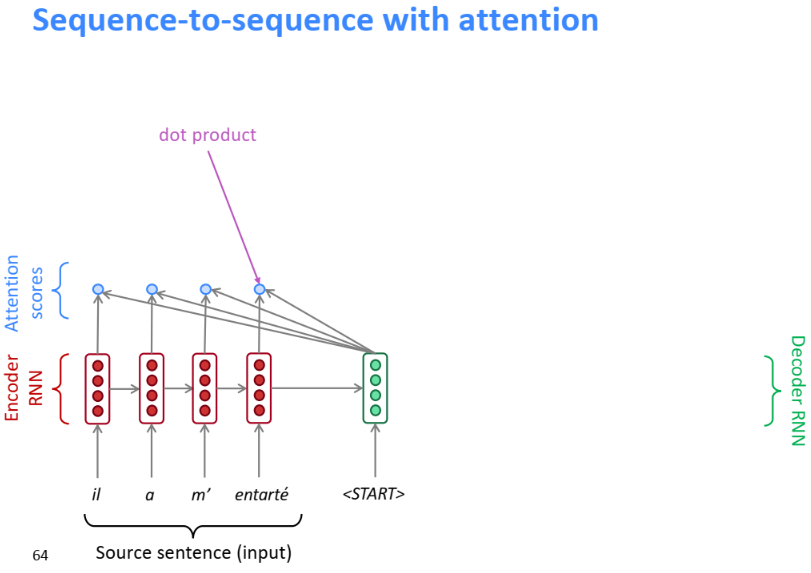 Sequence-to-sequence with attention
dot product
Attention
scores
Encoder
RNN
Decoder RNN
il a m’ entarté <START>
Source sentence (input)
64